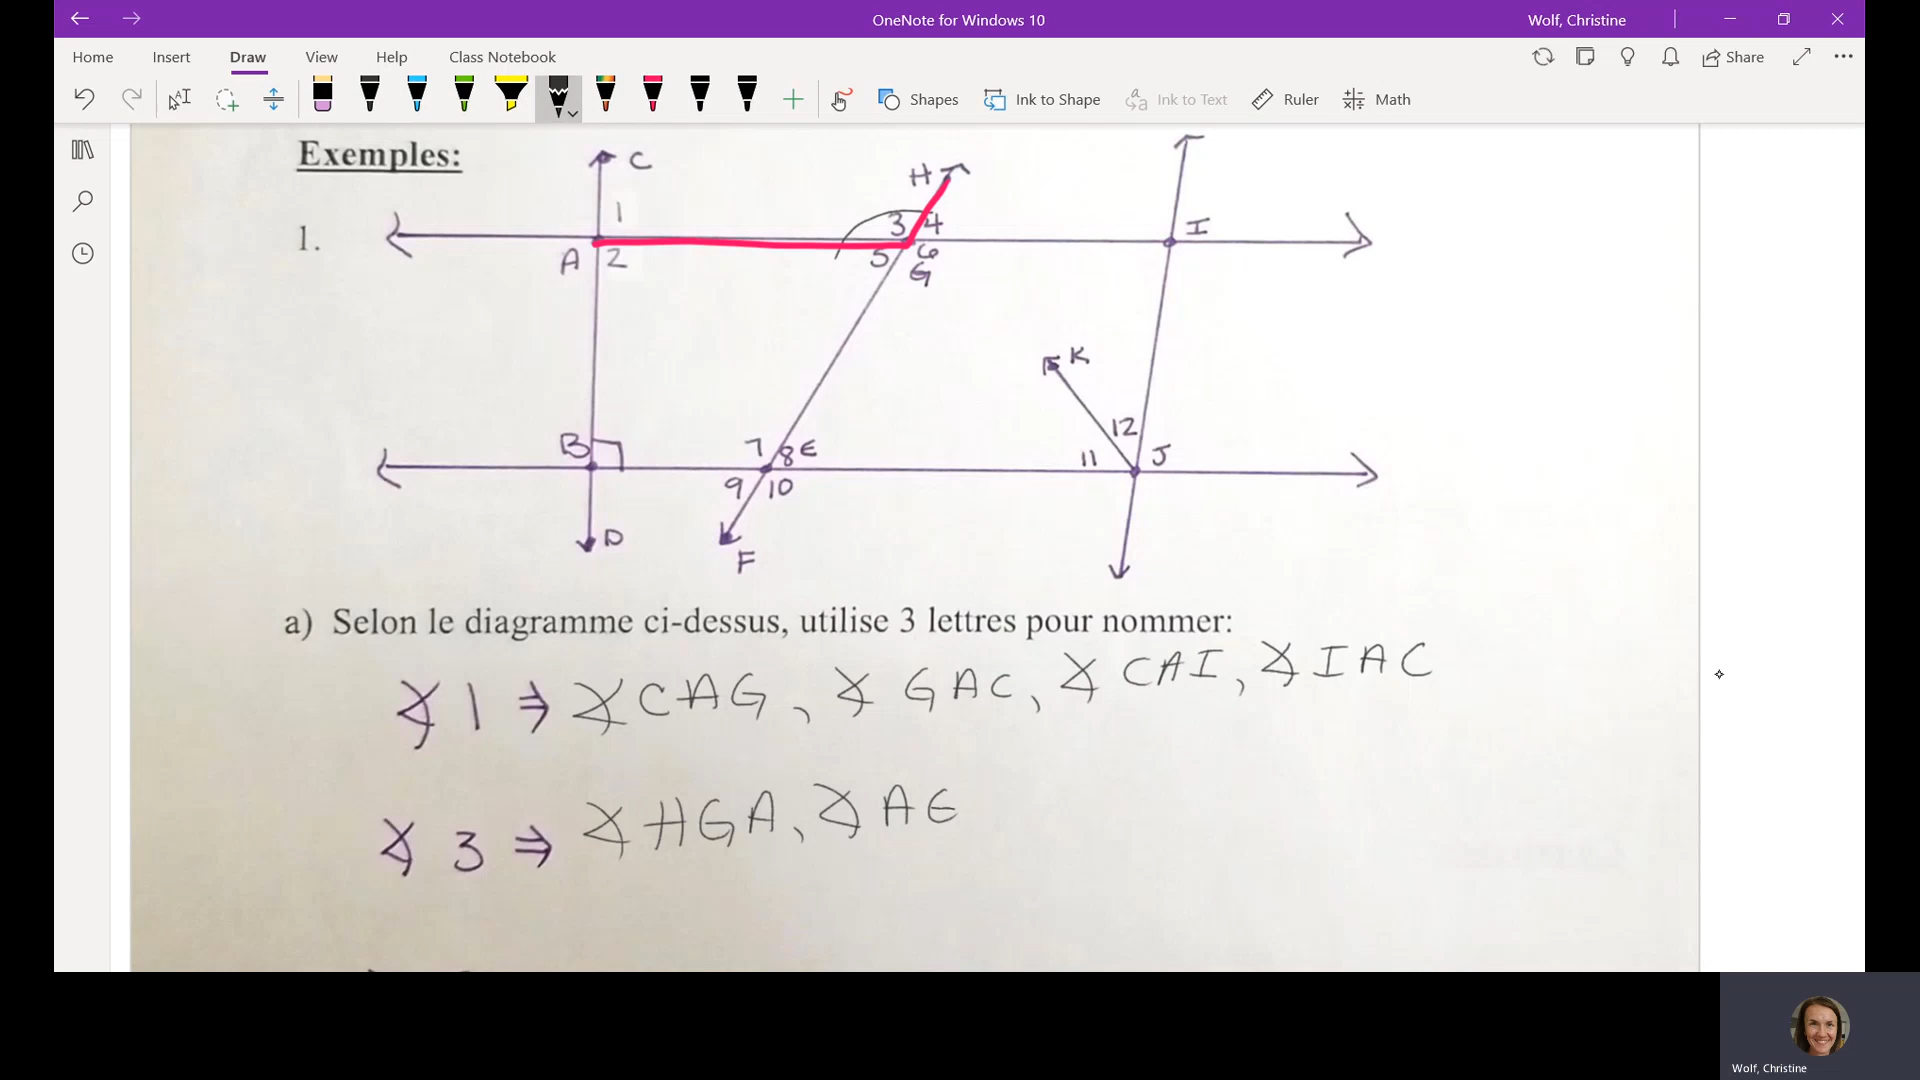 OneNote for Windows 10
Wolf, Christine
Home Insert Draw View Help Class Notebook
Share
Shapes Ink to Shape Ink to Text Ruler Math
Exemples:
1.
C
1
A 2
H
3 4
5 6
G
I
K
B
7 8 E
9 10
12
11 J
D
F
a) Selon le diagramme ci-dessus, utilise 3 lettres pour nommer:
∢ 1 ⇒ ∢ CAG, ∢ GAC, ∢ CAI, ∢ IAC
∢ 3 ⇒ ∢ HGA, ∢ AG
Wolf, Christine